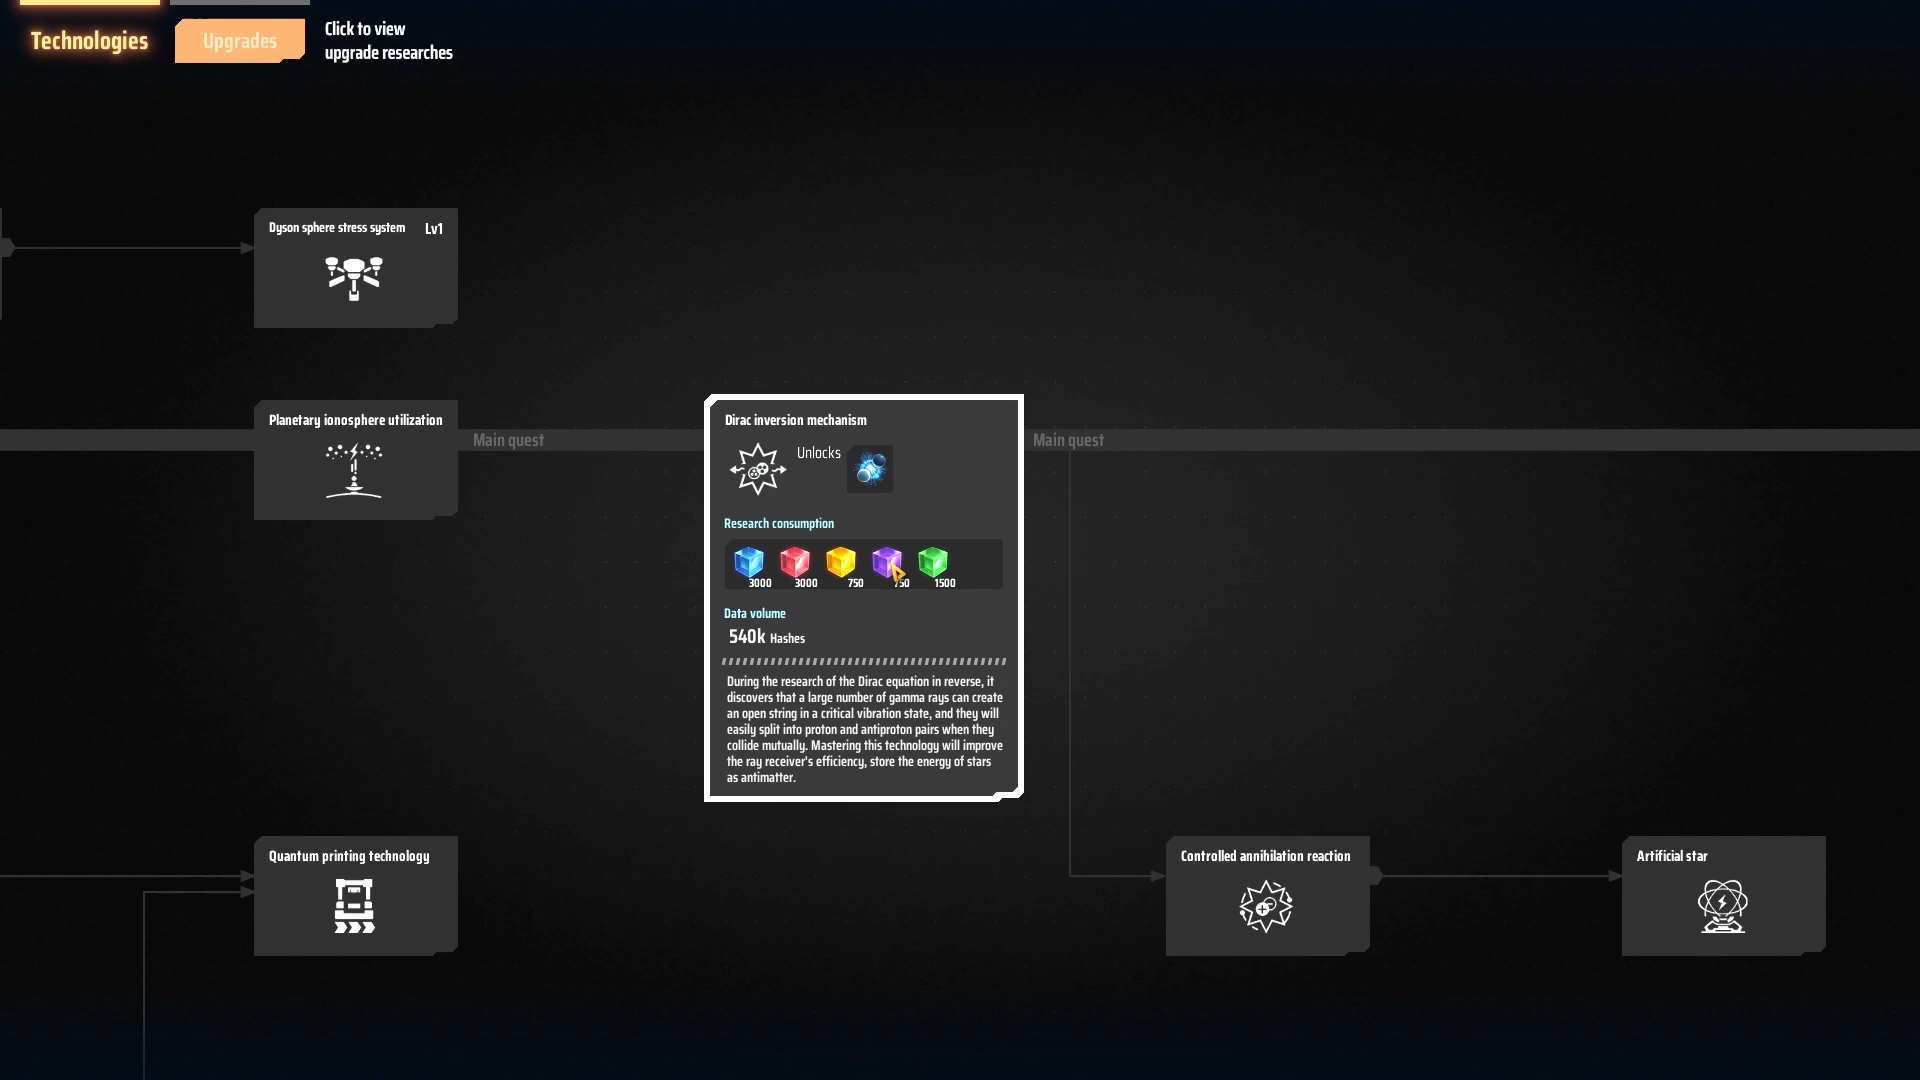 Technologies
Upgrades
Click to view
upgrade researches
Dyson sphere stress system
Lv1
Planetary ionosphere utilization
Main quest
Dirac inversion mechanism
Unlocks
Research consumption
3000
3000
750
1500
Data volume
540k Hashes
During the research of the Dirac equation in reverse, it
discovers that a large number of gamma rays can create
an open string in a critical vibration state, and they will
easily split into proton and antiproton pairs when they
collide mutually. Mastering this technology will improve
the ray receiver's efficiency, store the energy of stars
as antimatter.
Main quest
Quantum printing technology
Controlled annihilation reaction
Artificial star